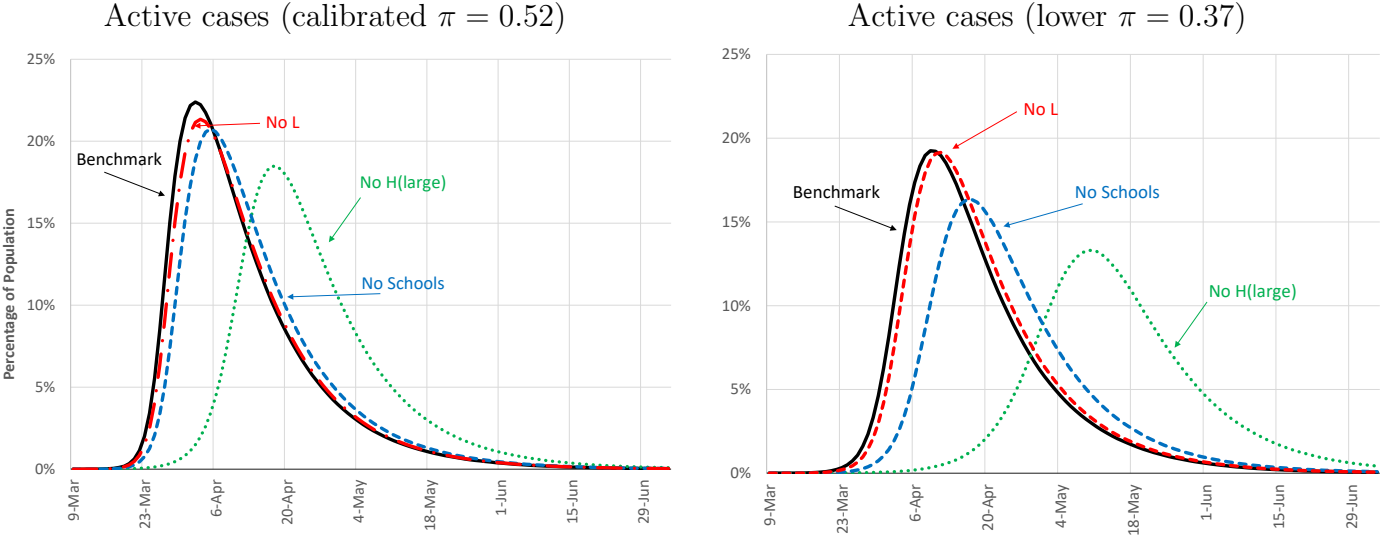 Active cases (calibrated π = 0.52)
25%
20%
15%
10%
5%
0%
Percentage of Population
Benchmark
No L
No H(large)
No Schools
9-Mar
23-Mar
6-Apr
20-Apr
4-May
18-May
1-Jun
15-Jun
29-Jun
Active cases (lower π = 0.37)
25%
20%
15%
10%
5%
0%
Benchmark
No L
No Schools
No H(large)
9-Mar
23-Mar
6-Apr
20-Apr
4-May
18-May
1-Jun
15-Jun
29-Jun